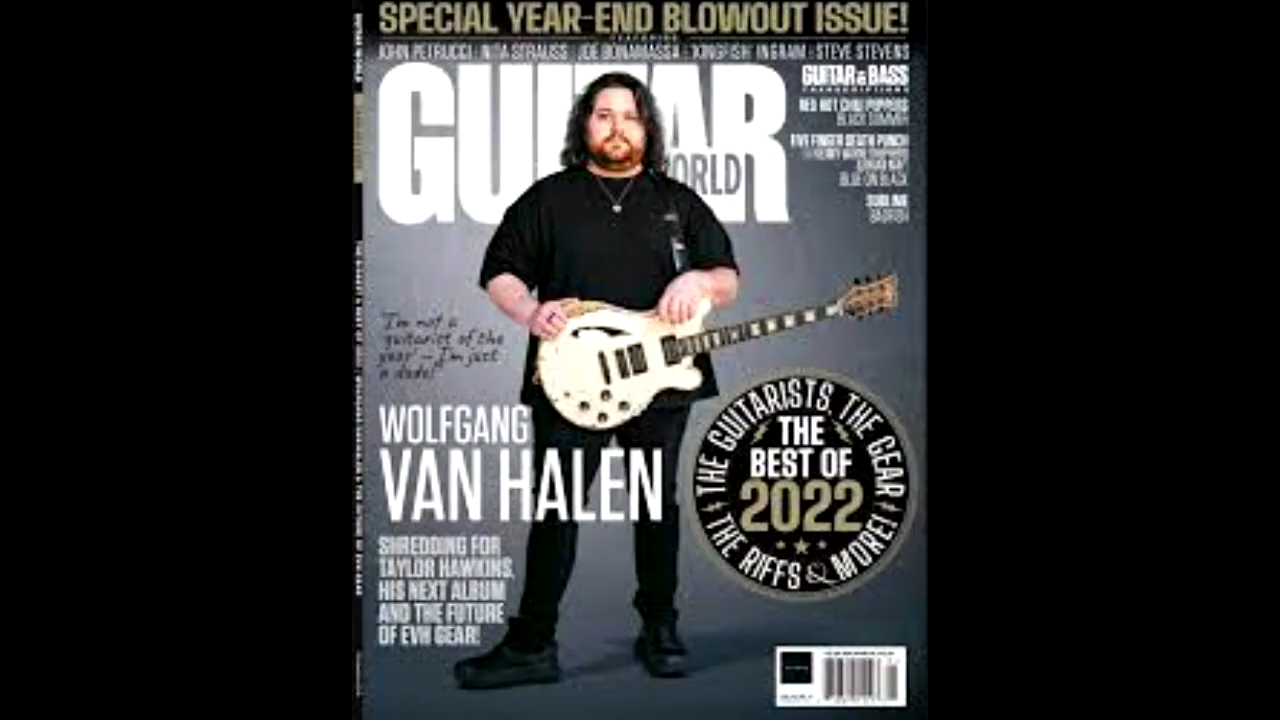 SPECIAL YEAR-END BLOWOUT ISSUE!
FEATURING
JOHN PETRUCCI NITA STRAUSS JOE BONAMASSA 'KINGFISH' INGRAM STEVE STEVENS
GUITAR
WORLD
GUITAR & BASS
TRANSCRIPTIONS
RED HOT CHILI PEPPERS
BLACK SUMMER
FIVE FINGER DEATH PUNCH
BLUE ON BLACK
SUBLIME
BADFISH
"I'm not a
'guitarist of the
year' – I'm just
a dude!"
WOLFGANG
VAN HALEN
SHREDDING FOR
TAYLOR HAWKINS,
HIS NEXT ALBUM
AND THE FUTURE
OF EVH GEAR!
THE GUITARISTS, THE GEAR
THE
BEST OF
2022
THE RIFFS & MORE!